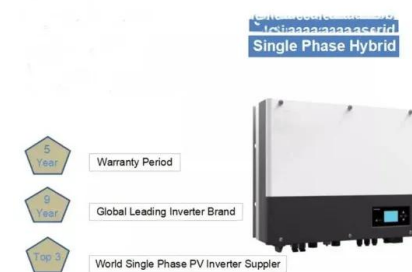 Single Phase Hybrid
5
Year
Warranty Period
9
Year
Global Leading Inverter Brand
Top 3
World Single Phase PV Inverter Suppler